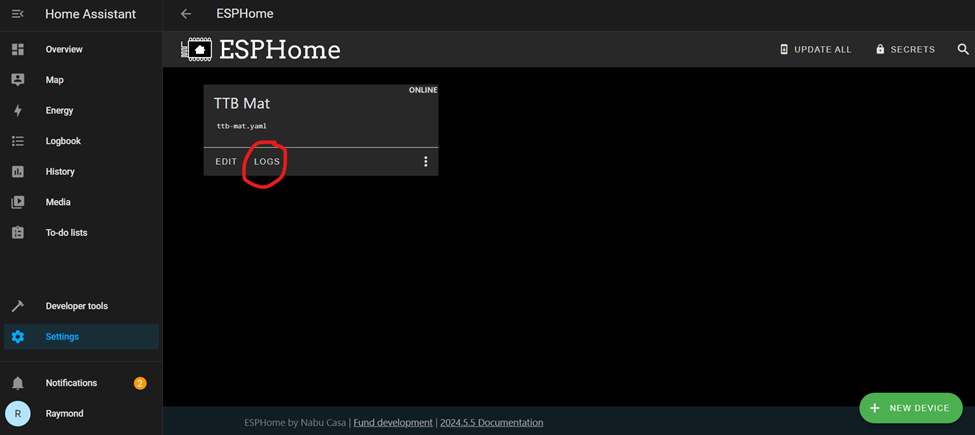 Home Assistant
Overview
Map
Energy
Logbook
History
Media
To-do lists
Developer tools
Settings
Notifications
2
R
Raymond
ESPHome
ESPHome
UPDATE ALL
SECRETS
ONLINE
TTB Mat
ttb-mat.yaml
EDIT
LOGS
NEW DEVICE
ESPHome by Nabu Casa | Fund development | 2024.5.5 Documentation